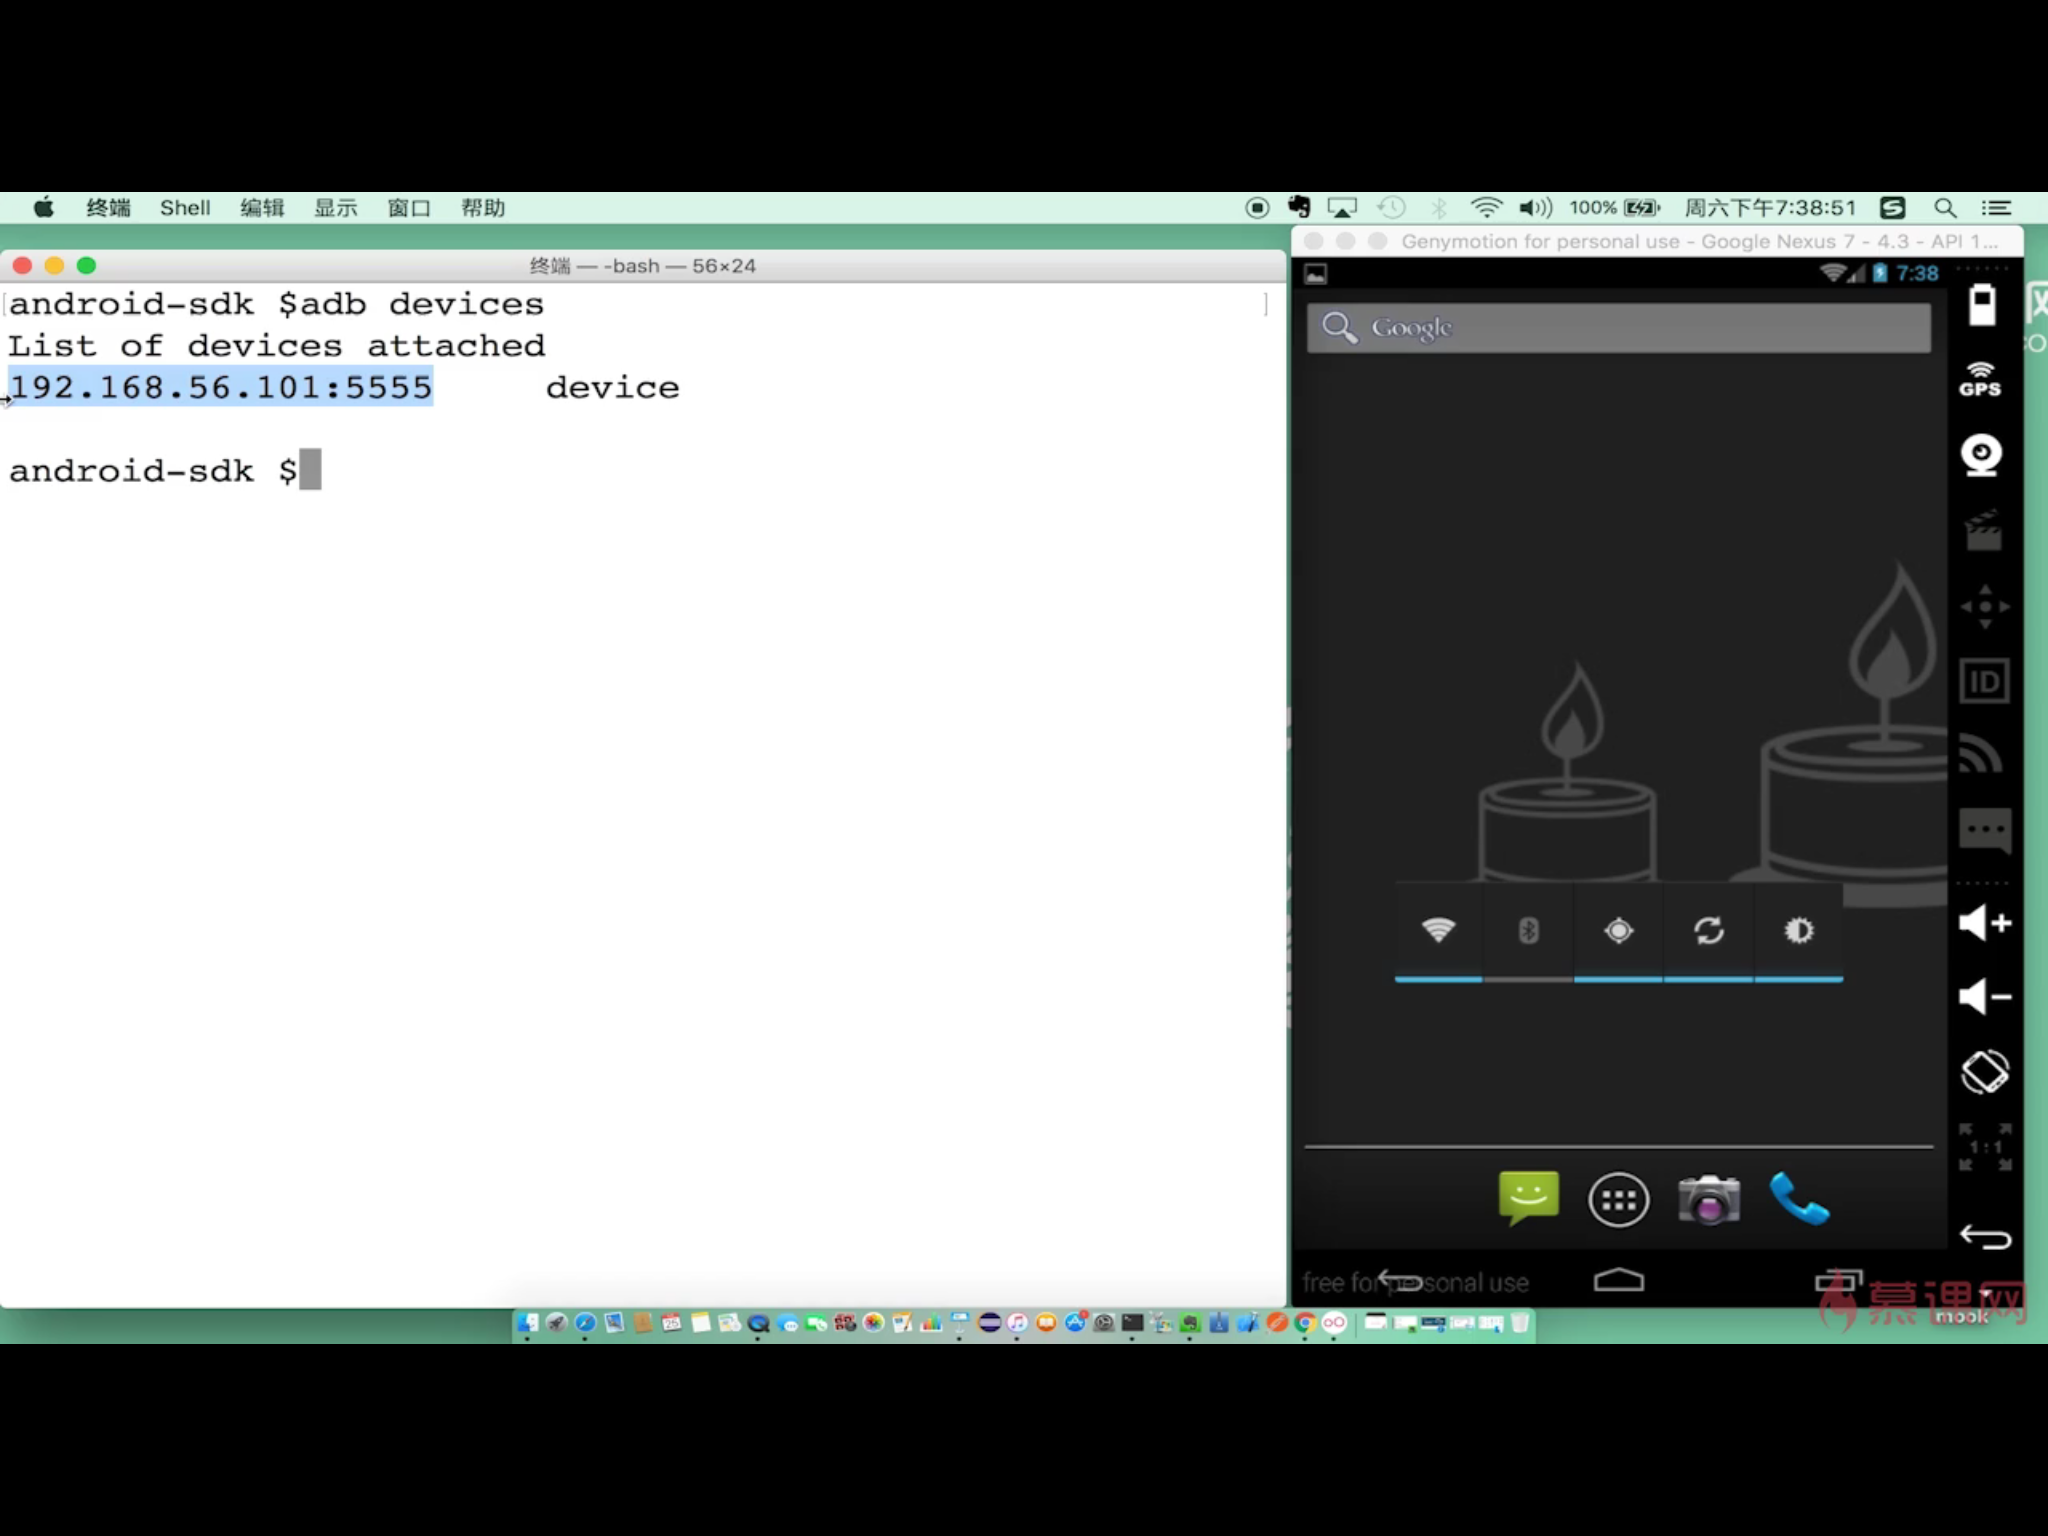 终端 Shell 编辑 显示 窗口 帮助 100% 周六下午7:38:51
终端 — -bash — 56×24
android-sdk $adb devices
List of devices attached
192.168.56.101:5555 device
android-sdk $
Genymotion for personal use - Google Nexus 7 - 4.3 - API 1...
7:38
Google
GPS
ID
1:1
free for personal use
慕课网
mook
25